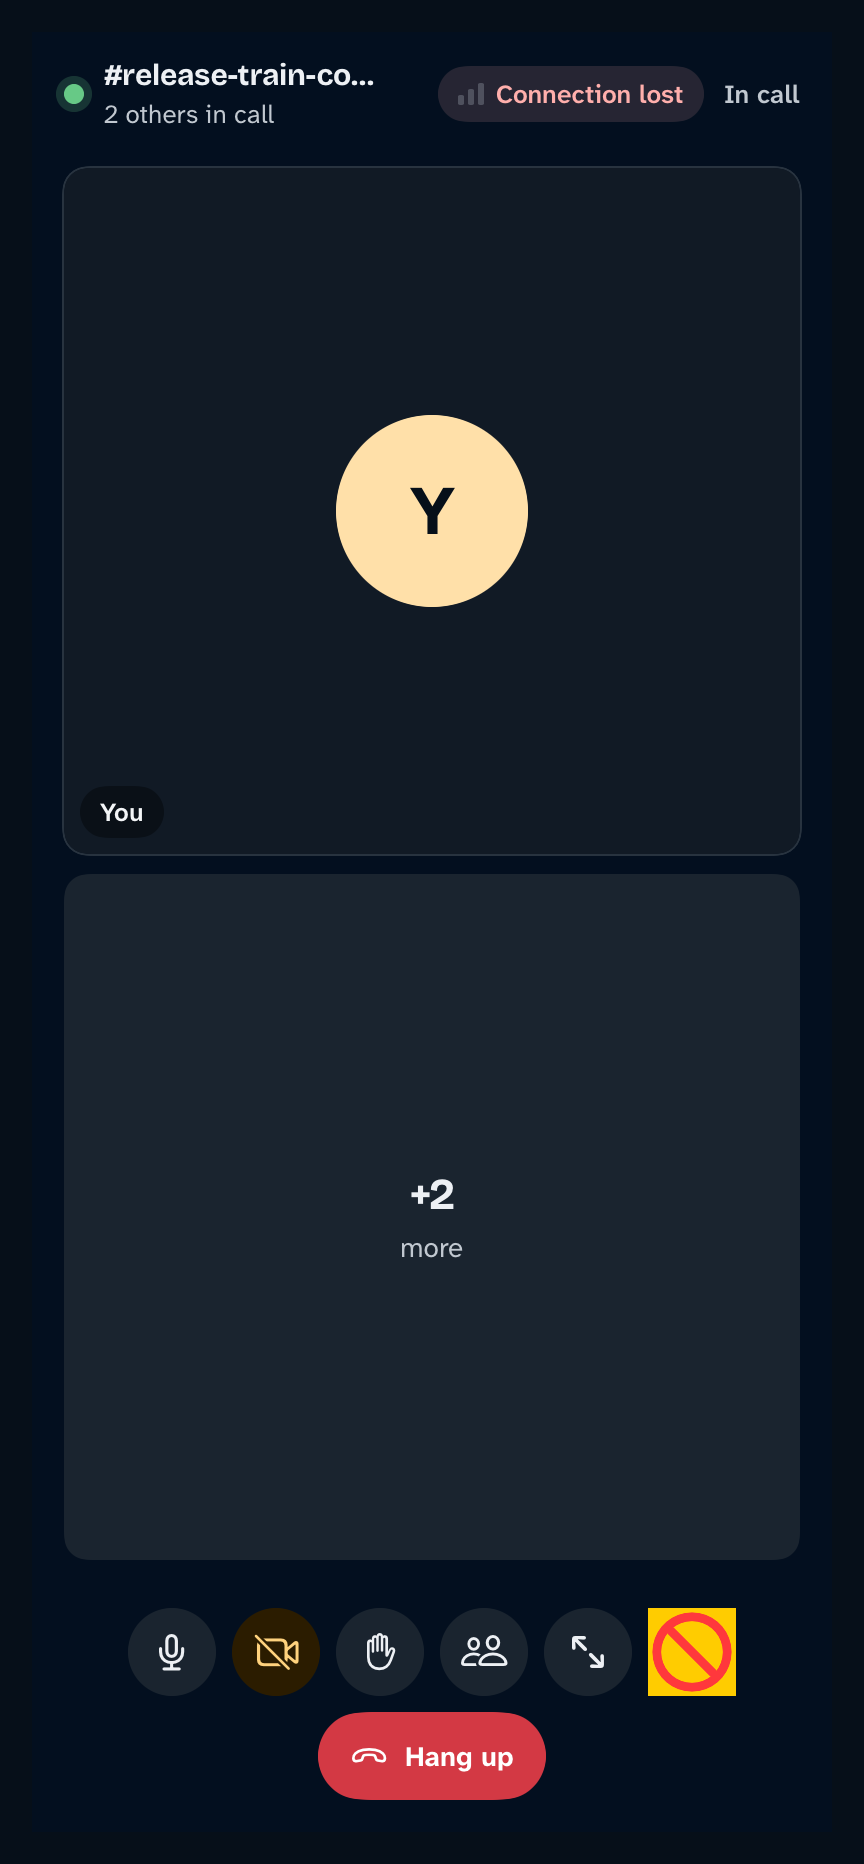 #release-train-co...
2 others in call
Connection lost
In call
Y
You
+2
more
Hang up